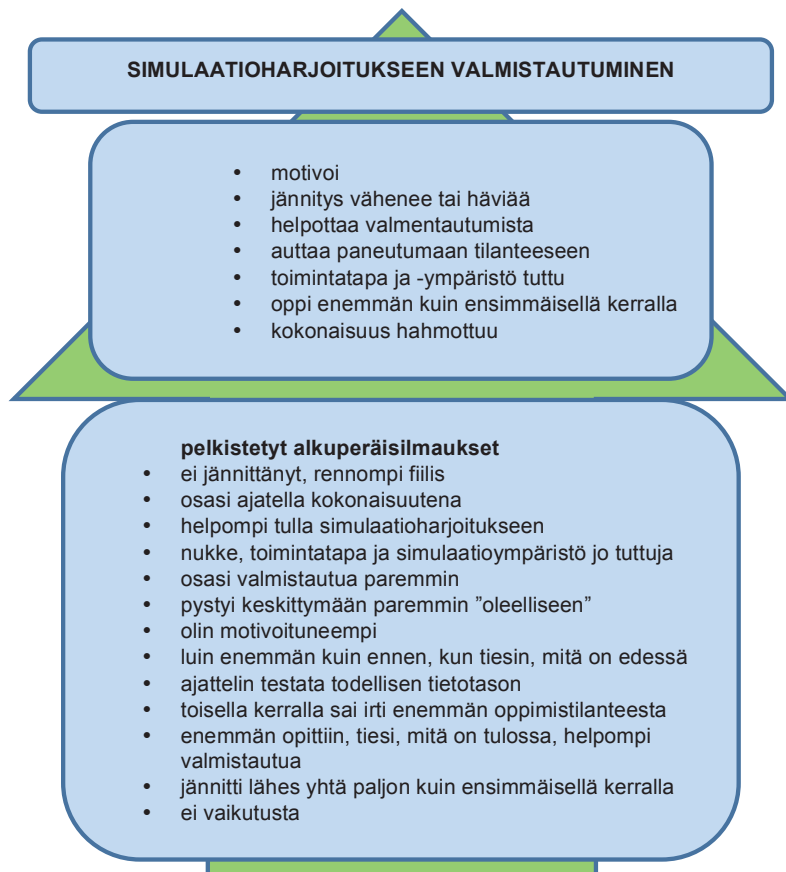 SIMULAATIOHARJOITUKSEEN VALMISTAUTUMINEN
• motivoi
• jännitys vähenee tai häviää
• helpottaa valmentautumista
• auttaa paneutumaan tilanteeseen
• toimintatapa ja -ympäristö tuttu
• oppi enemmän kuin ensimmäisellä kerralla
• kokonaisuus hahmottuu
pelkistetyt alkuperäisilmaukset
• ei jännittänyt, rennompi fiilis
• osasi ajatella kokonaisuutena
• helpompi tulla simulaatioharjoitukseen
• nukke, toimintatapa ja simulaatioympäristö jo tuttuja
• osasi valmistautua paremmin
• pystyi keskittymään paremmin ”oleelliseen”
• olin motivoituneempi
• luin enemmän kuin ennen, kun tiesin, mitä on edessä
• ajattelin testata todellisen tietotason
• toisella kerralla sai irti enemmän oppimistilanteesta
• enemmän opittiin, tiesi, mitä on tulossa, helpompi
valmistautua
• jännitti lähes yhtä paljon kuin ensimmäisellä kerralla
• ei vaikutusta